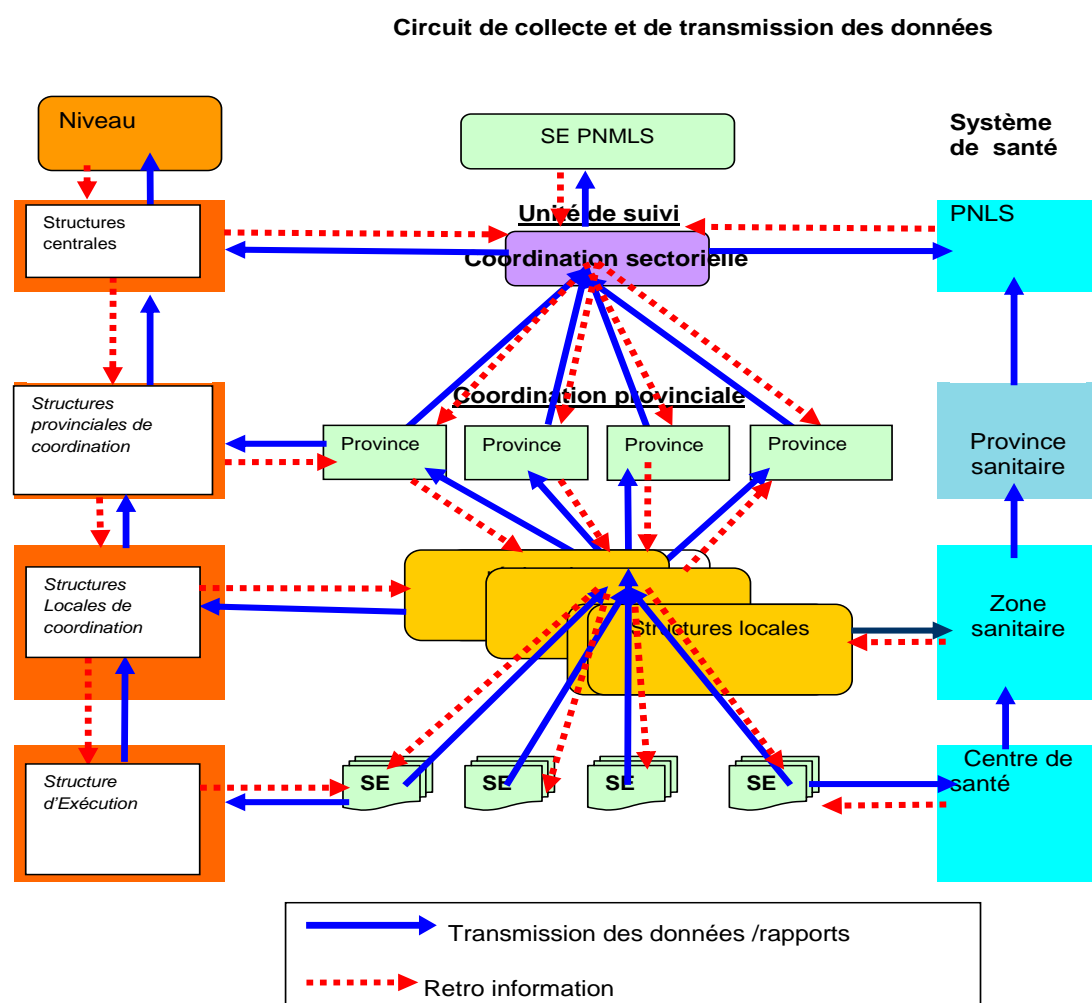 Circuit de collecte et de transmission des données
Niveau
SE PNMLS
Système
de santé
Structures
centrales
Unité de suivi
Coordination sectorielle
PNLS
Structures
provinciales de
coordination
Coordination provinciale
Province
Province
Province
Province
Province
sanitaire
Structures
Locales de
coordination
Structures locales
Zone
sanitaire
Structure
d'Exécution
SE
SE
SE
SE
Centre de
santé
Transmission des données /rapports
Retro information